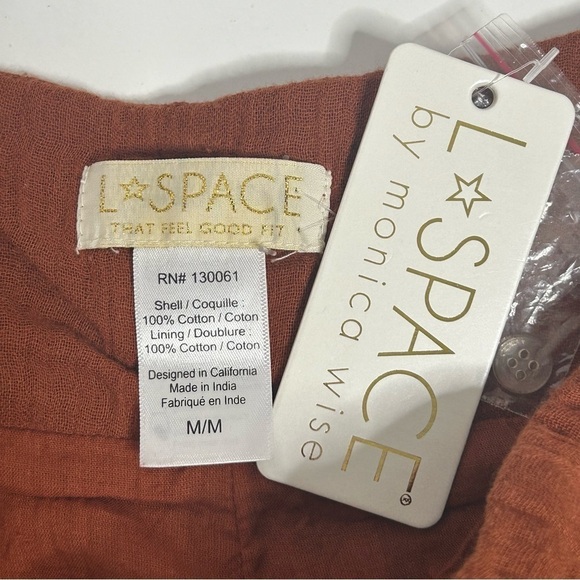 L☆SPACE
THAT FEEL GOOD FIT
RN# 130061
Shell / Coquille :
100% Cotton / Coton
Lining / Doublure :
100% Cotton / Coton
Designed in California
Made in India
Fabriqué en Inde
M/M
L☆SPACE®
by monica wise